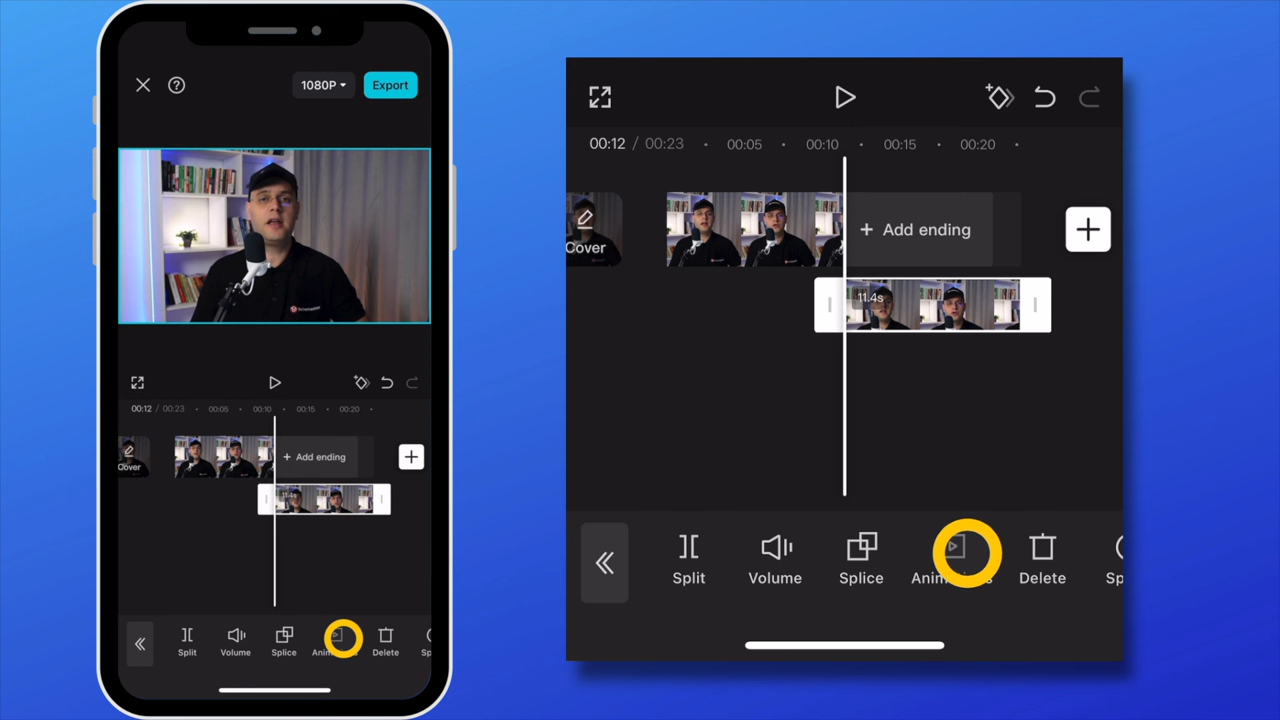 1080P
Export
00:12 / 00:23
00:05
00:10
00:15
00:20
Cover
+ Add ending
11.4s
Split
Volume
Splice
Delete
00:12 / 00:23
00:05
00:10
00:15
00:20
Cover
+ Add ending
11.4s
Split
Volume
Splice
Delete